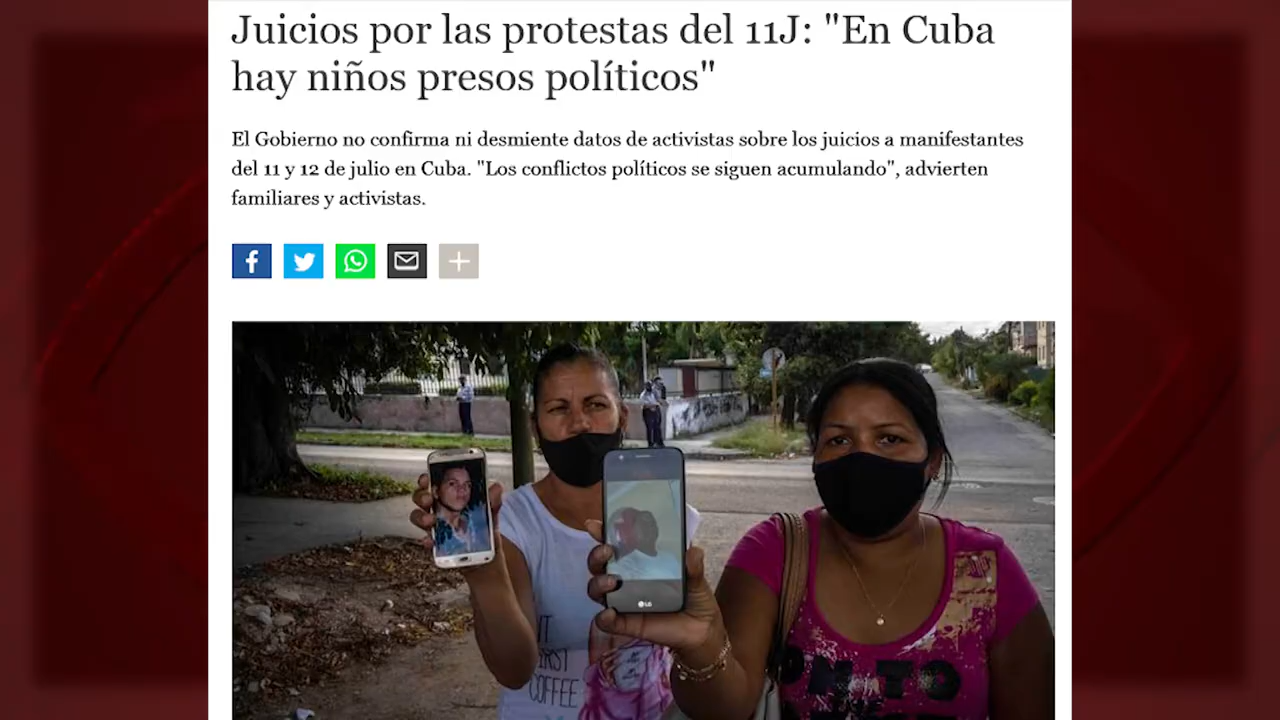 Juicios por las protestas del 11J: "En Cuba
hay niños presos políticos"
El Gobierno no confirma ni desmiente datos de activistas sobre los juicios a manifestantes
del 11 y 12 de julio en Cuba. "Los conflictos políticos se siguen acumulando", advierten
familiares y activistas.
LG
COFFEE